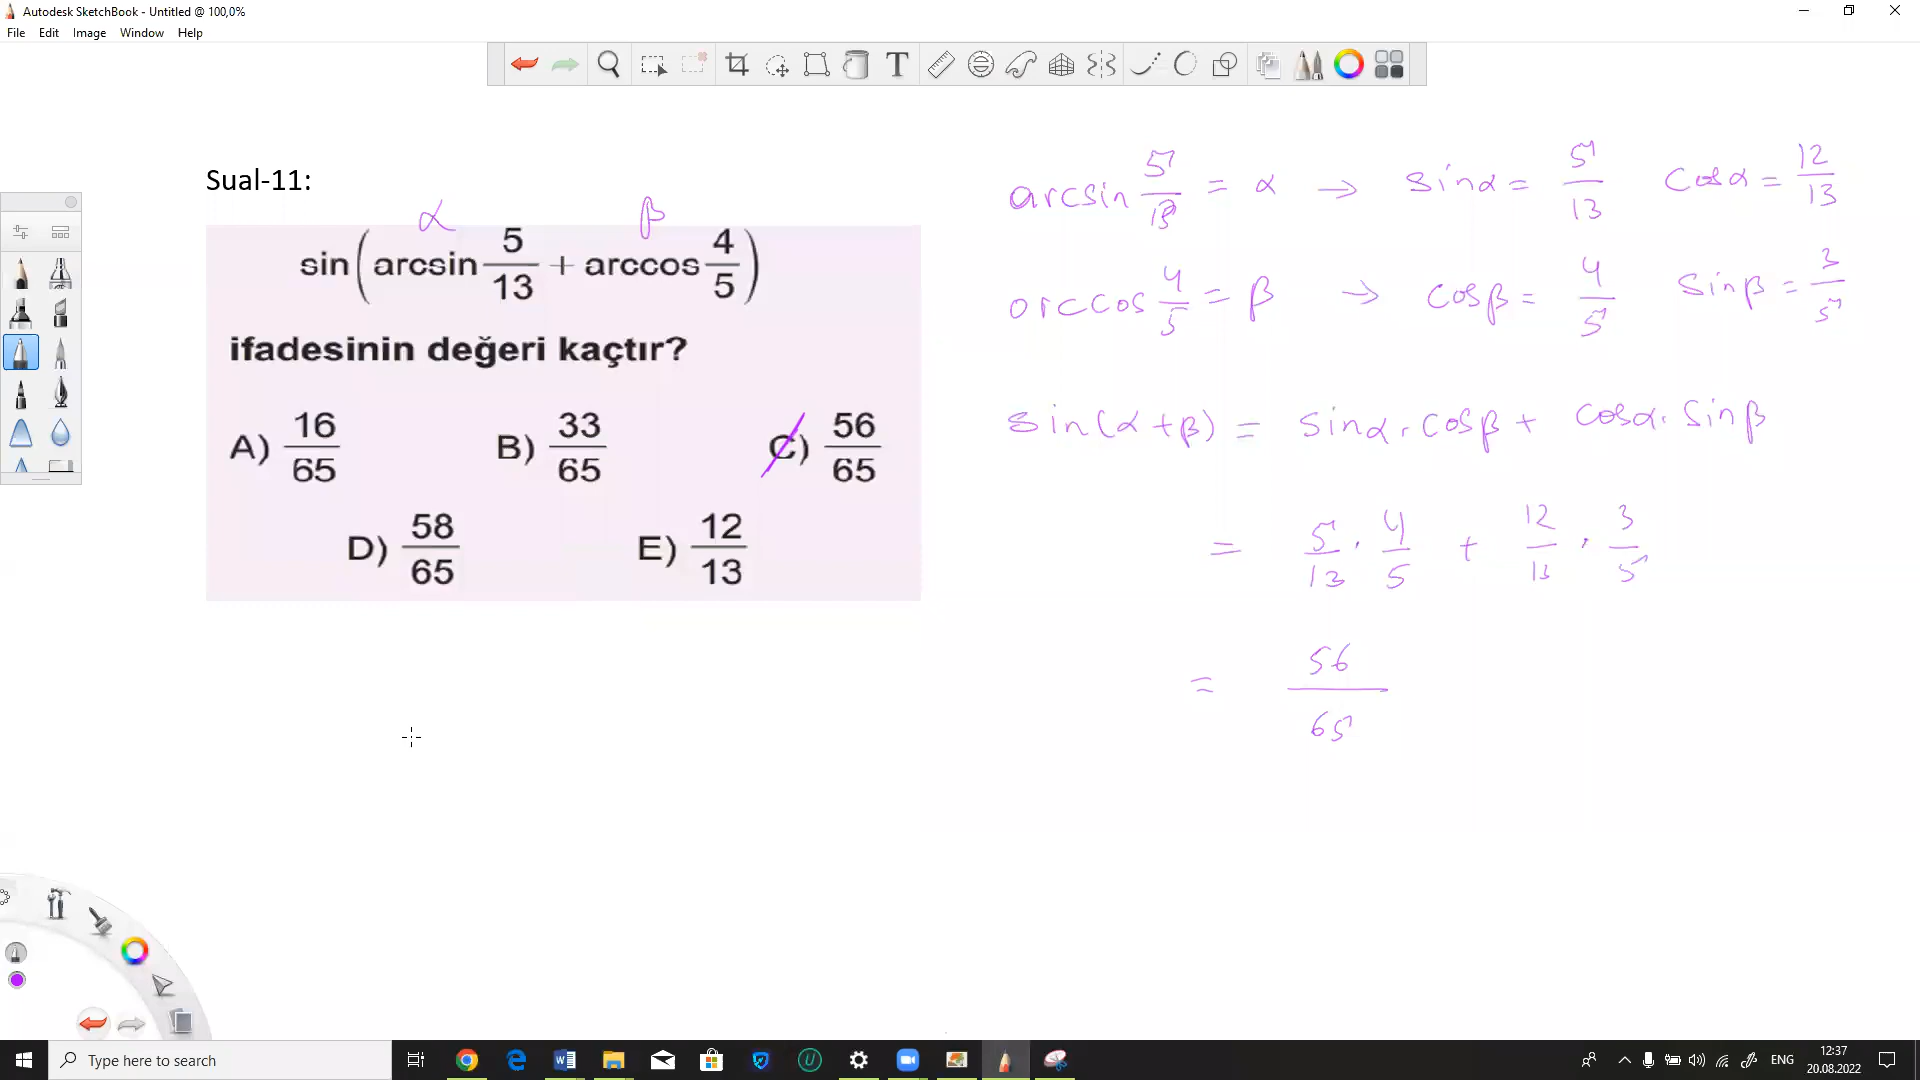 Autodesk SketchBook - Untitled @ 100,0%
File Edit Image Window Help
T
Sual-11:
α β
sin(arcsin 5/13 + arccos 4/5)
ifadesinin değeri kaçtır?
A) 16/65 B) 33/65 C) 56/65
D) 58/65 E) 12/13
arcsin 5/13 = α → sinα = 5/13 cosα = 12/13
arccos 4/5 = β → cosβ = 4/5 sinβ = 3/5
sin(α+β) = sinα . cosβ + cosα . sinβ
= 5/13 . 4/5 + 12/13 . 3/5
= 56/65
Type here to search
ENG
12:37
20.08.2022